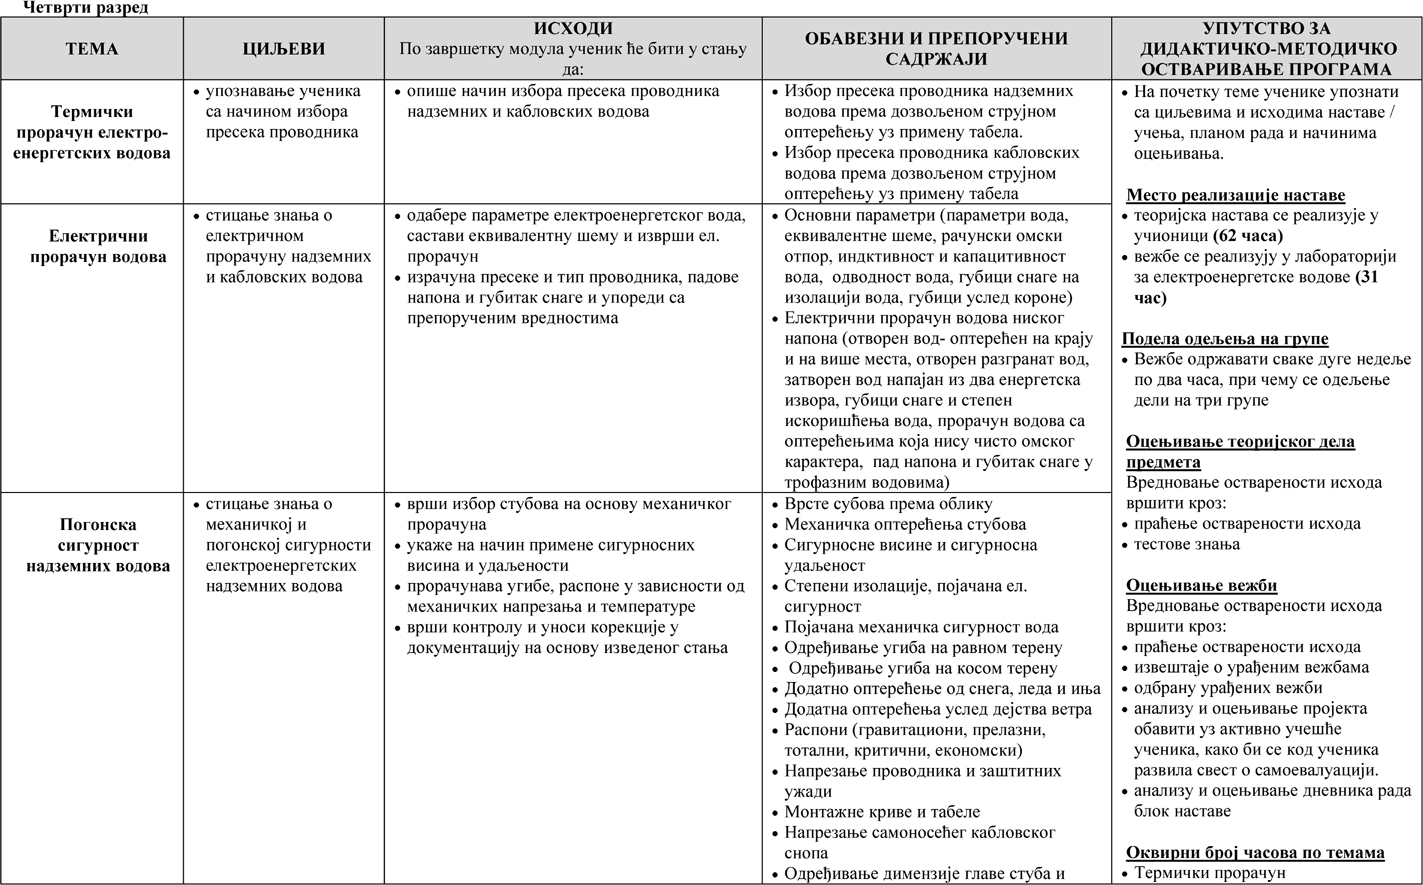 Четврти разред
ТЕМА
ЦИЉЕВИ
ИСХОДИ
По завршетку модула ученик ће бити у стању
да:
ОБАВЕЗНИ И ПРЕПОРУЧЕНИ
САДРЖАЈИ
УПУТСТВО ЗА
ДИДАКТИЧКО-МЕТОДИЧКО
ОСТВАРИВАЊЕ ПРОГРАМА
Термички
прорачун електро-
енергетских водова
• упознавање ученика
са начином избора
пресека проводника
• опише начин избора пресека проводника
надземних и кабловских водова
• Избор пресека проводника надземних
водова према дозвољеном струјном
оптерећењу уз примену табела.
• Избор пресека проводника кабловских
водова према дозвољеном струјном
оптерећењу уз примену табела
Електрични
прорачун водова
• стицање знања о
електричном
прорачуну надземних
и кабловских водова
• одабере параметре електроенергетског вода,
састави еквивалентну шему и изврши ел.
прорачун
• израчуна пресеке и тип проводника, падове
напона и губитак снаге и упореди са
препорученим вредностима
• Основни параметри (параметри вода,
еквивалентне шеме, рачунски омски
отпор, индктивност и капацитивност
вода,  одводност вода, губици снаге на
изолацији вода, губици услед короне)
• Електрични прорачун водова ниског
напона (отворен вод- оптерећен на крају
и на више места, отворен разгранат вод,
затворен вод напајан из два енергетска
извора, губици снаге и степен
искоришћења вода, прорачун водова са
оптерећењима која нису чисто омског
карактера,  пад напона и губитак снаге у
трофазним водовима)
Погонска
сигурност
надземних водова
• стицање знања о
механичкој и
погонској сигурности
електроенергетских
надземних водова
• врши избор стубова на основу механичког
прорачуна
• укаже на начин примене сигурносних
висина и удаљености
• прорачунава угибе, распоне у зависности од
механичких напрезања и температуре
• врши контролу и уноси корекције у
документацију на основу изведеног стања
• Врсте субова према облику
• Механичка оптерећења стубова
• Сигурносне висине и сигурносна
удаљеност
• Степени изолације, појачана ел.
сигурност
• Појачана механичка сигурност вода
• Одређивање угиба на равном терену
• Одређивање угиба на косом терену
• Додатно оптерећење од снега, леда и иња
• Додатна оптерећења услед дејства ветра
• Распони (гравитациони, прелазни,
тотални, критични, економски)
• Напрезање проводника и заштитних
ужади
• Монтажне криве и табеле
• Напрезање самоносећег кабловског
снопа
• Одређивање димензије главе стуба и
• На почетку теме ученике упознати
са циљевима и исходима наставе /
учења, планом рада и начинима
оцењивања.
Место реализације наставе
• теоријска настава се реализује у
учионици (62 часа)
• вежбе се реализују у лабораторији
за електроенергетске водове (31
час)
Подела одељења на групе
• Вежбе одржавати сваке дуге недеље
по два часа, при чему се одељење
дели на три групе
Оцењивање теоријског дела
предмета
Вредновање остварености исхода
вршити кроз:
• праћење остварености исхода
• тестове знања
Оцењивање вежби
Вредновање остварености исхода
вршити кроз:
• праћење остварености исхода
• извештаје о урађеним вежбама
• одбрану урађених вежби
• анализу и оцењивање пројекта
обавити уз активно учешће
ученика, како би се код ученика
развила свест о самоевалуацији.
• анализу и оцењивање дневника рада
блок наставе
Оквирни број часова по темама
• Термички прорачун